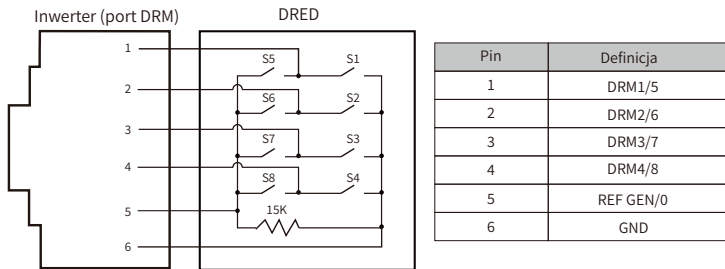 Inwerter (port DRM)
DRED
1
2
3
4
5
6
S5
S1
S6
S2
S7
S3
S8
S4
15K
Pin Definicja
1 DRM1/5
2 DRM2/6
3 DRM3/7
4 DRM4/8
5 REF GEN/0
6 GND